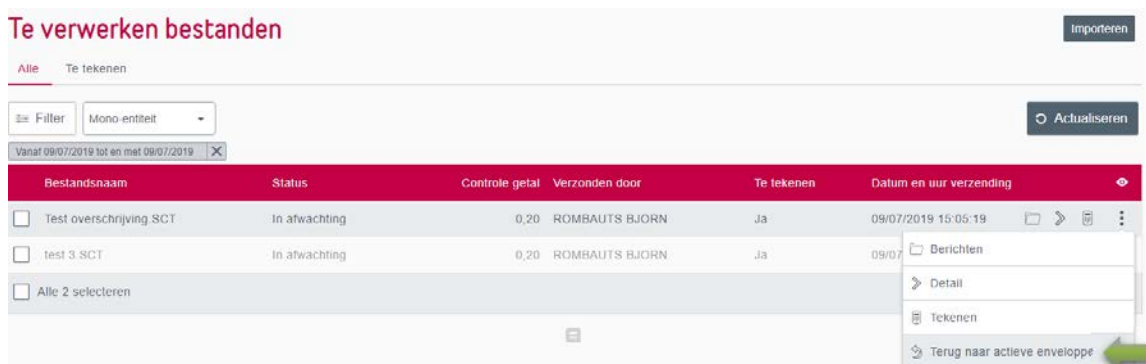 Te verwerken bestanden
Importeren
Alle Te tekenen
Filter Mono-entiteit Actualiseren
Vanaf 09/07/2019 tot en met 09/07/2019 X
Bestandsnaam Status Controle getal Verzonden door Te tekenen Datum en uur verzending
Test overschrijving.SCT In afwachting 0,20 ROMBAUTS BJORN Ja 09/07/2019 15:05:19
test 3.SCT In afwachting 0,20 ROMBAUTS BJORN Ja 09/07
Berichten
Alle 2 selecteren
Detail
Tekenen
Terug naar actieve enveloppe